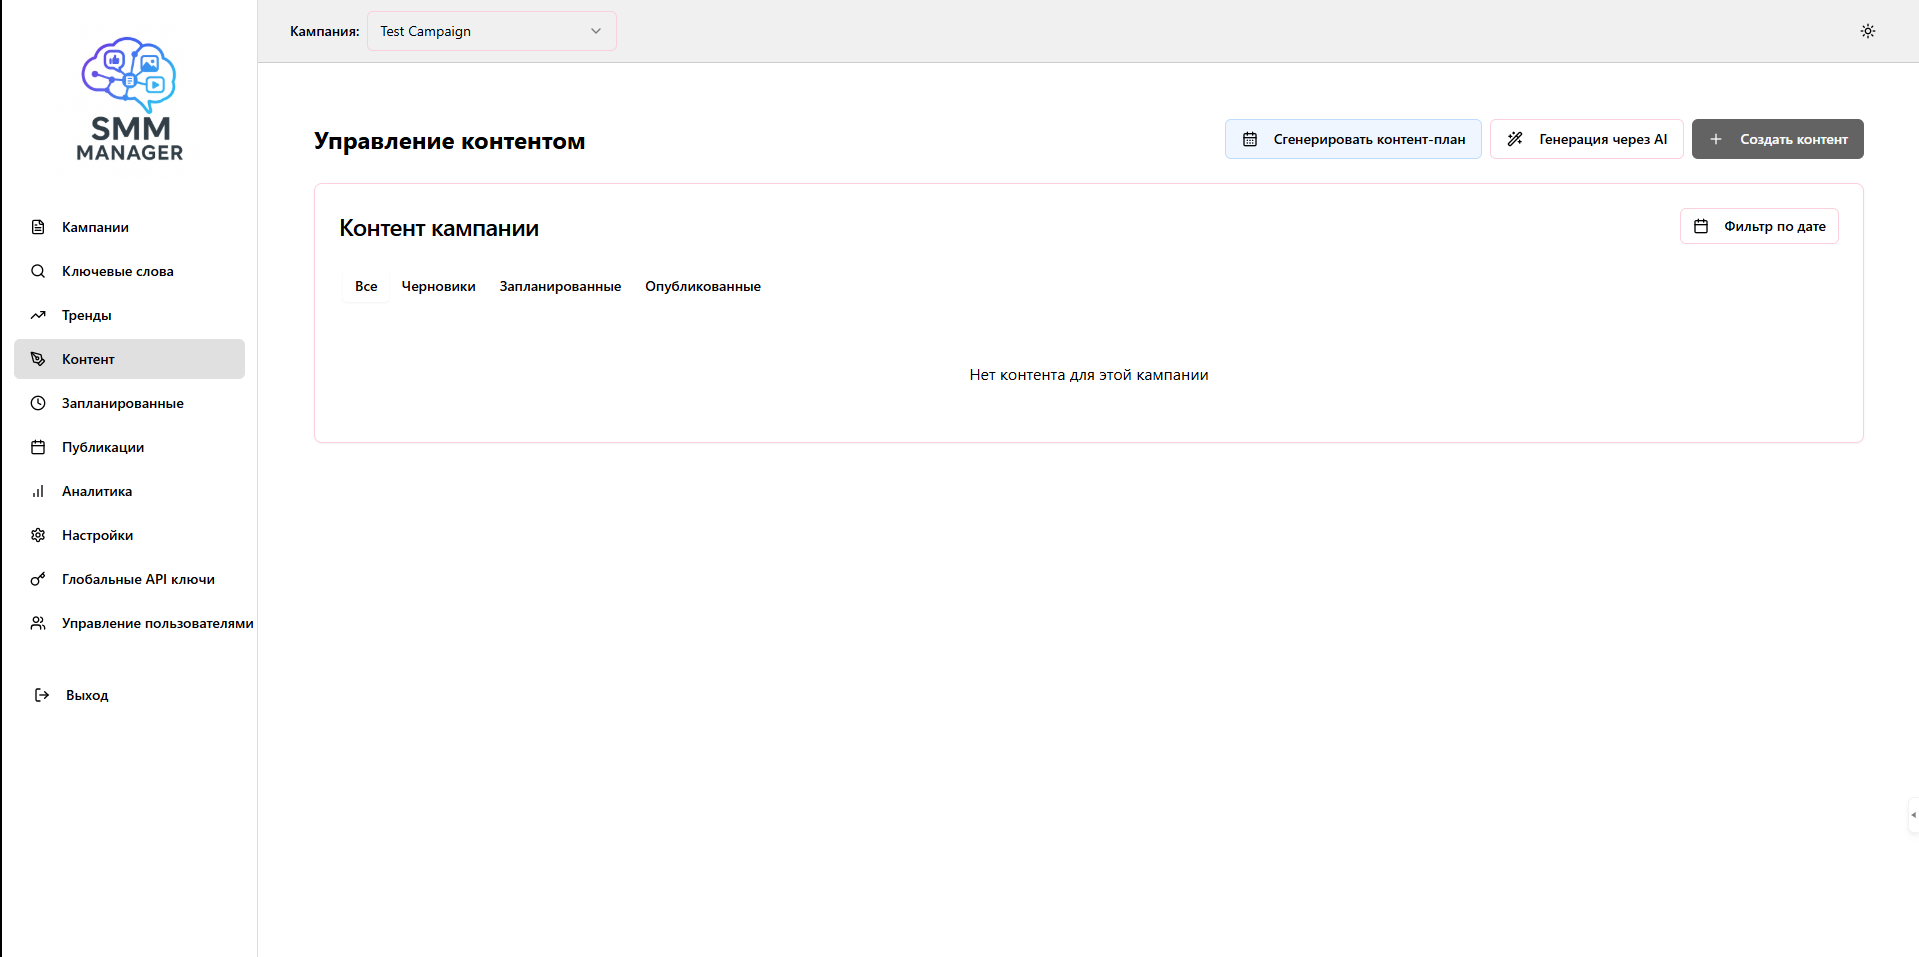 SMM
MANAGER
Кампании
Ключевые слова
Тренды
Контент
Запланированные
Публикации
Аналитика
Настройки
Глобальные API ключи
Управление пользователями
Выход
Кампания: Test Campaign
Управление контентом
Сгенерировать контент-план
Генерация через AI
Создать контент
Контент кампании
Фильтр по дате
Все Черновики Запланированные Опубликованные
Нет контента для этой кампании